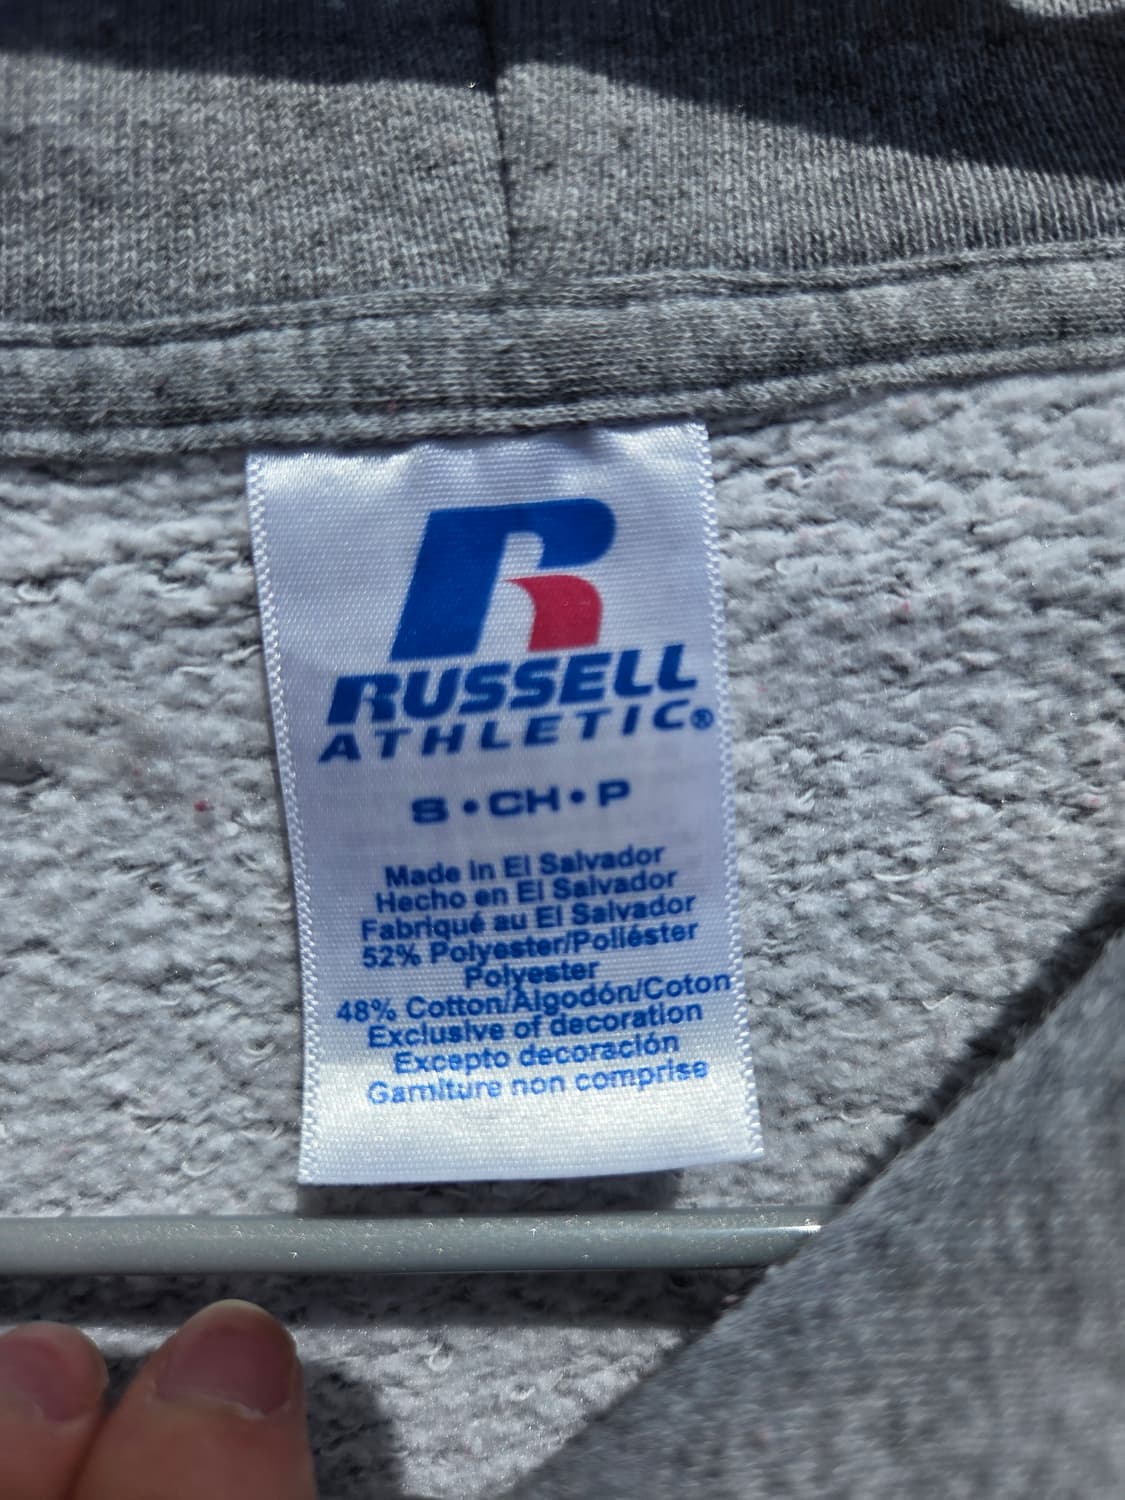 R
RUSSELL
ATHLETIC®
S • CH • P
Made in El Salvador
Hecho en El Salvador
Fabriqué au El Salvador
52% Polyester/Poliéster
Polyester
48% Cotton/Algodón/Coton
Exclusive of decoration
Excepto decoración
Garniture non comprise